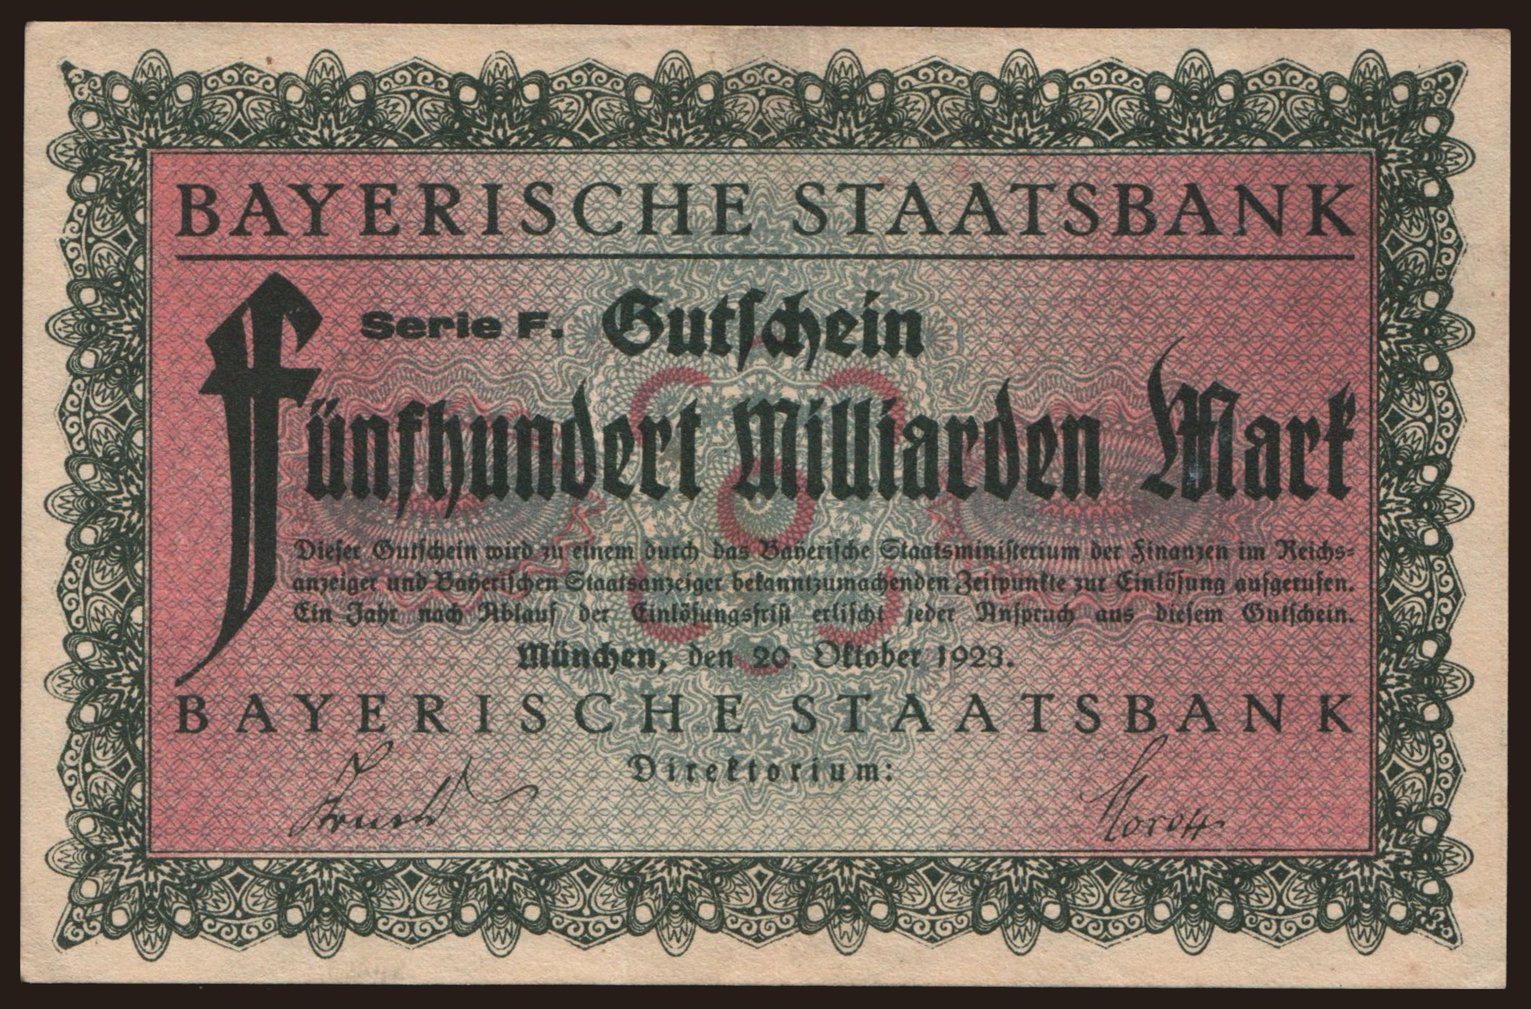 BAYERISCHE STAATSBANK
Serie F. Gutschein
Fünfhundert Milliarden Mark
Dieser Gutschein wird zu einem durch das Bayerische Staatsministerium der Finanzen im Reichs=
anzeiger und Bayerischen Staatsanzeiger bekanntzumachenden Zeitpunkte zur Einlösung aufgerufen.
Ein Jahr nach Ablauf der Einlösungsfrist erlischt jeder Anspruch aus diesem Gutschein.
München, den 20. Oktober 1923.
BAYERISCHE STAATSBANK
Direktorium: